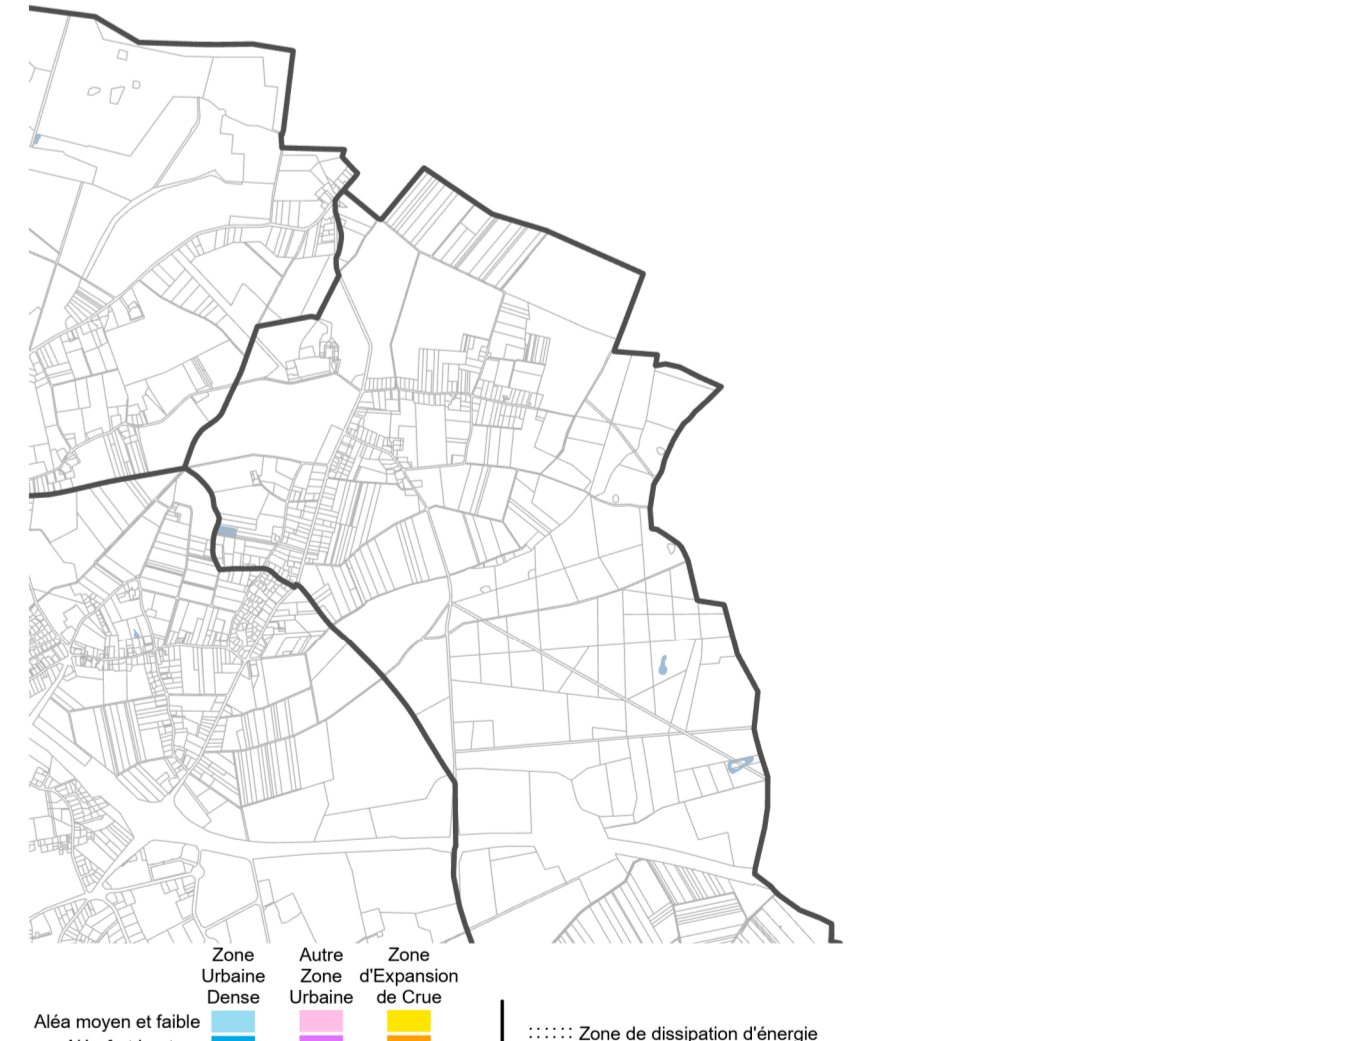 Zone
Urbaine
Dense
Autre
Zone
Urbaine
Zone
d'Expansion
de Crue
Aléa moyen et faible
Zone de dissipation d'énergie